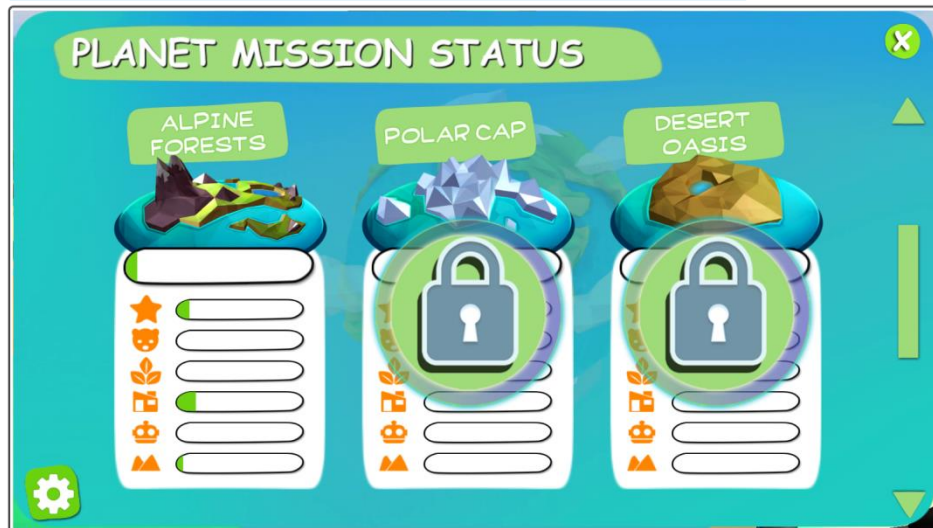 PLANET MISSION STATUS
X
ALPINE
FORESTS
POLAR CAP
DESERT
OASIS